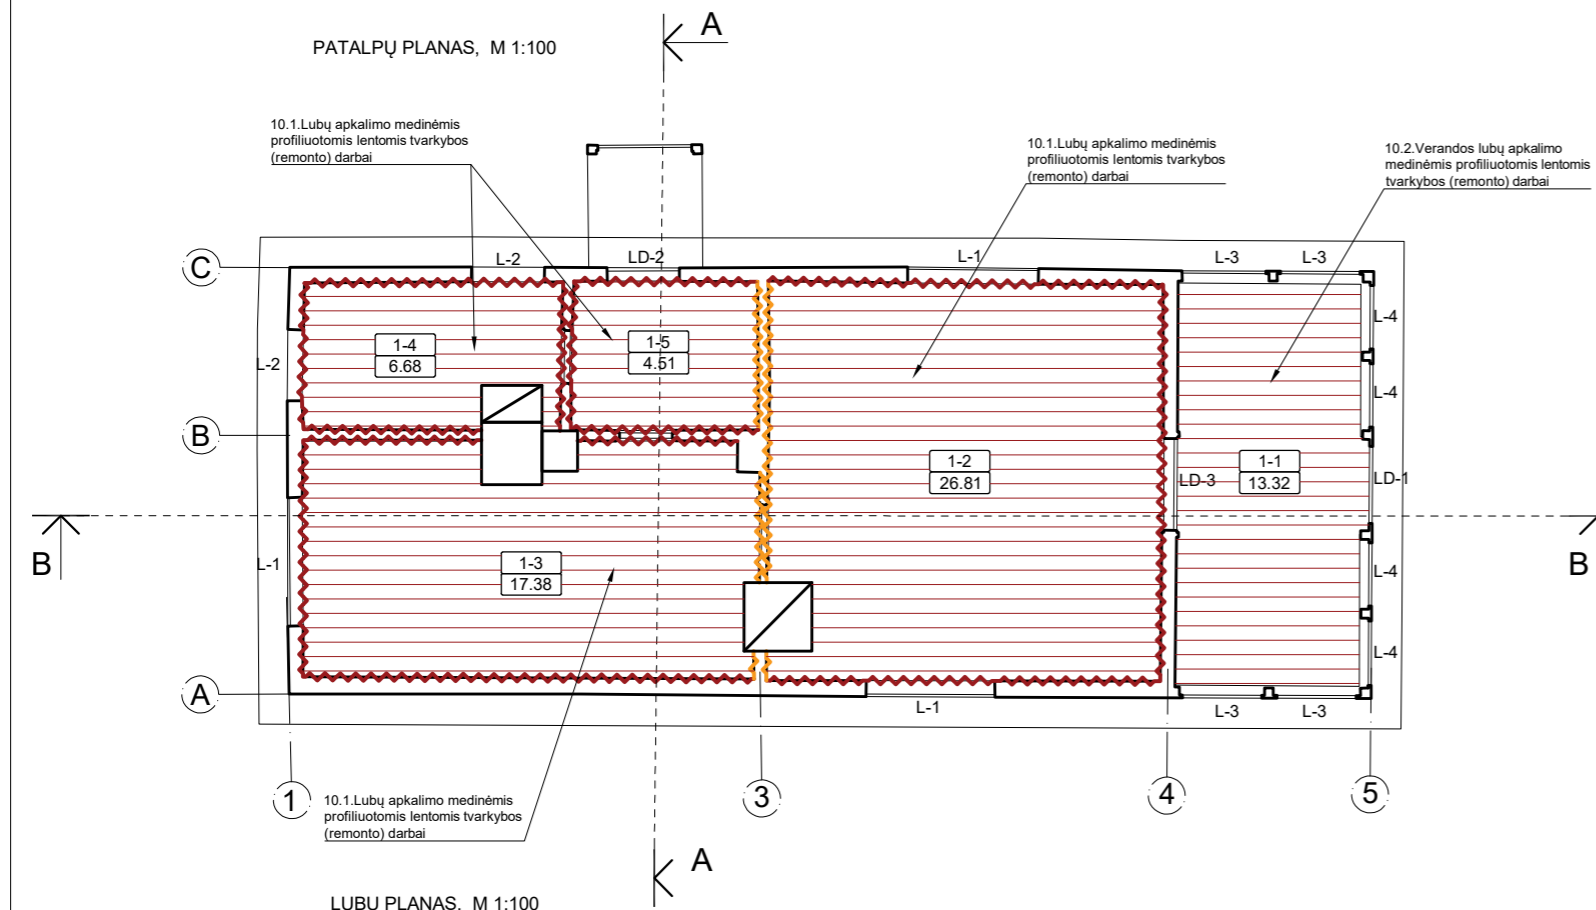 A
PATALPŲ PLANAS, M 1:100
10.1.Lubų apkalimo medinėmis
profiliuotomis lentomis tvarkybos
(remonto) darbai
10.1.Lubų apkalimo medinėmis
profiliuotomis lentomis tvarkybos
(remonto) darbai
10.2.Verandos lubų apkalimo
medinėmis profiliuotomis lentomis
tvarkybos (remonto) darbai
C
L-2
LD-2
L-1
L-3
L-3
L-4
1-4
6.68
1-5
4.51
L-2
L-4
B
1-2
26.81
LD-3
1-1
13.32
LD-1
B
L-1
1-3
17.38
L-4
B
L-4
A
L-1
L-3
L-3
1
3
4
5
10.1.Lubų apkalimo medinėmis
profiliuotomis lentomis tvarkybos
(remonto) darbai
A
LUBŲ PLANAS, M 1:100